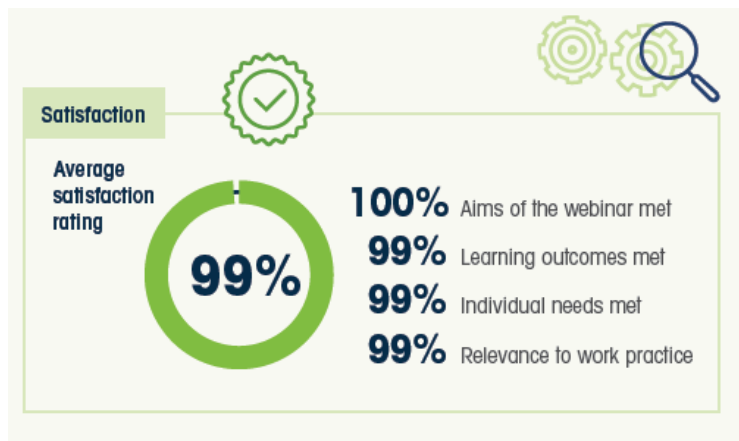 Satisfaction
Average
satisfaction
rating
99%
100% Aims of the webinar met
99% Learning outcomes met
99% Individual needs met
99% Relevance to work practice